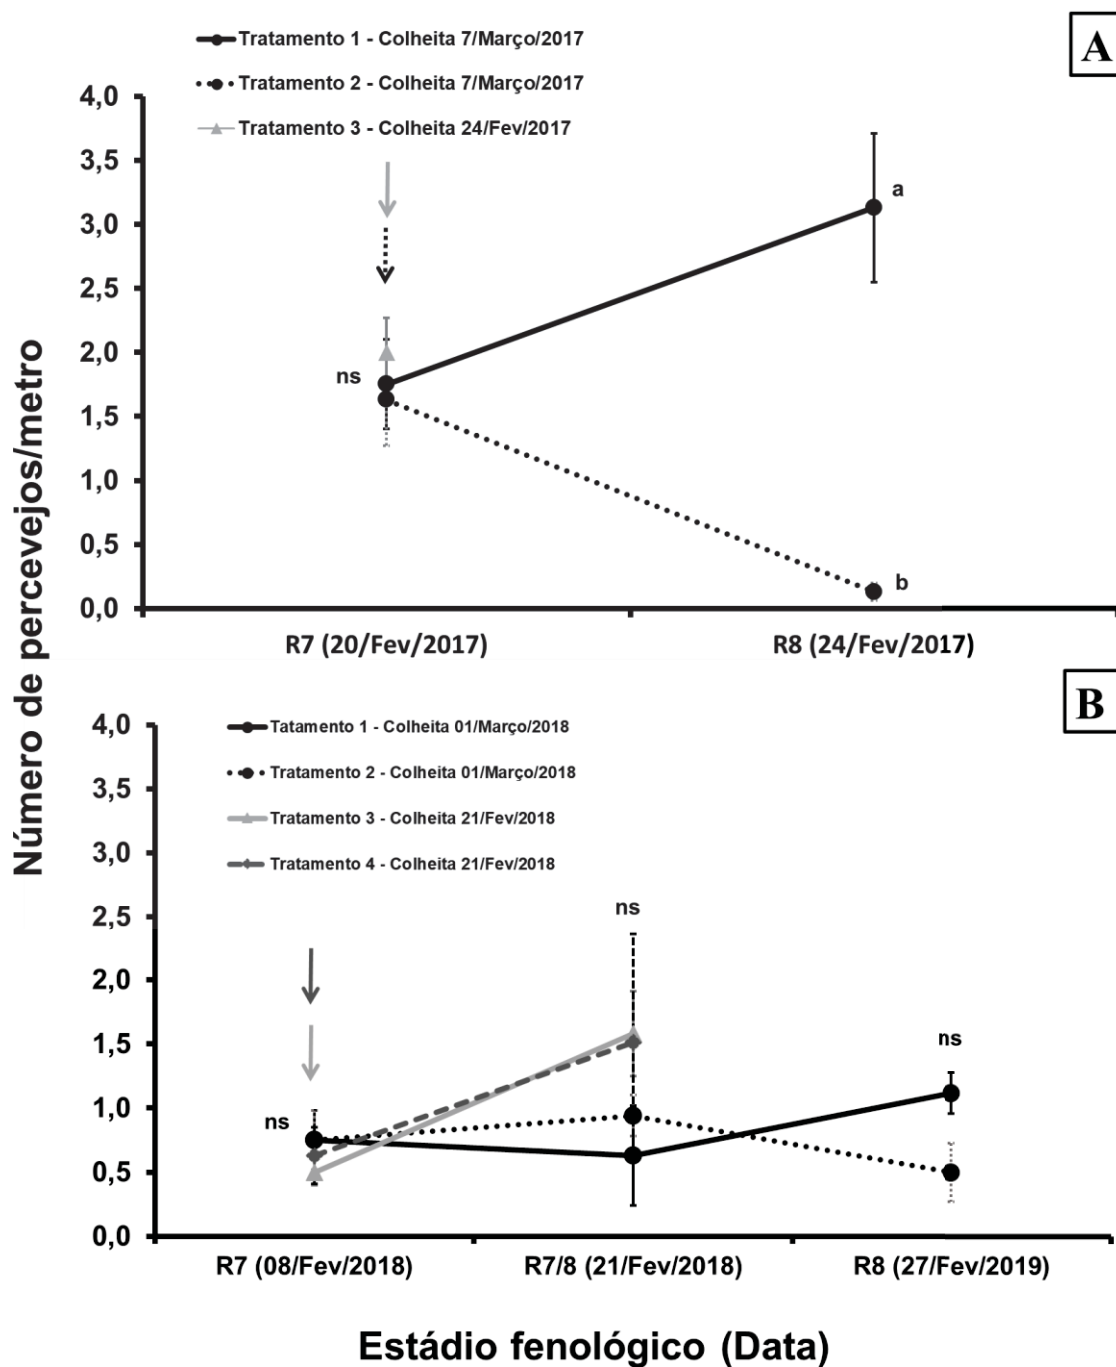 Tratamento 1 - Colheita 7/Março/2017
A
Tratamento 2 - Colheita 7/Março/2017
Tratamento 3 - Colheita 24/Fev/2017
4,0
3,5
3,0
2,5
2,0
1,5
1,0
0,5
0,0
a
ns
b
R7 (20/Fev/2017)
R8 (24/Fev/2017)
Número de percevejos/metro
B
Tatamento 1 - Colheita 01/Março/2018
Tratamento 2 - Colheita 01/Março/2018
Tratamento 3 - Colheita 21/Fev/2018
Tratamento 4 - Colheita 21/Fev/2018
4,0
3,5
3,0
2,5
2,0
1,5
1,0
0,5
0,0
ns
ns
ns
R7 (08/Fev/2018)
R7/8 (21/Fev/2018)
R8 (27/Fev/2019)
Estádio fenológico (Data)